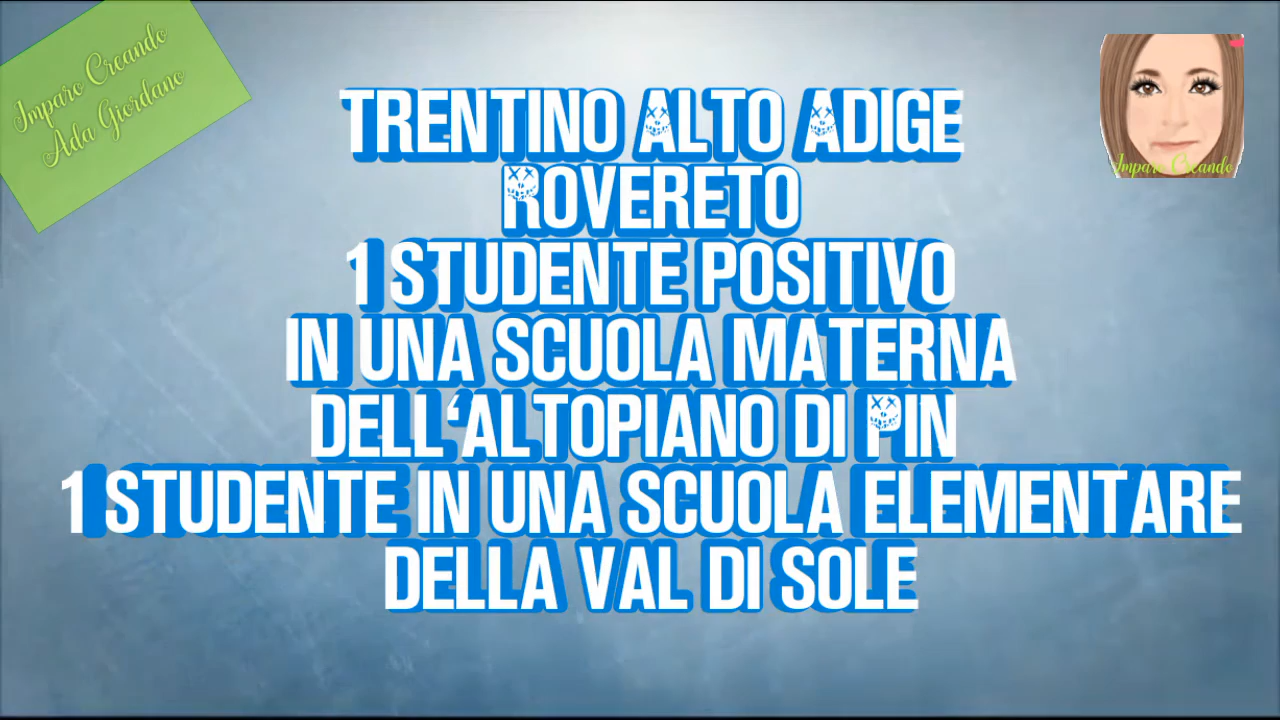 Imparo Creando
Ada Giordano
Imparo Creando
TRENTINO ALTO ADIGE
ROVERETO
1 STUDENTE POSITIVO
IN UNA SCUOLA MATERNA
DELL'ALTOPIANO DI PIN
1 STUDENTE IN UNA SCUOLA ELEMENTARE
DELLA VAL DI SOLE